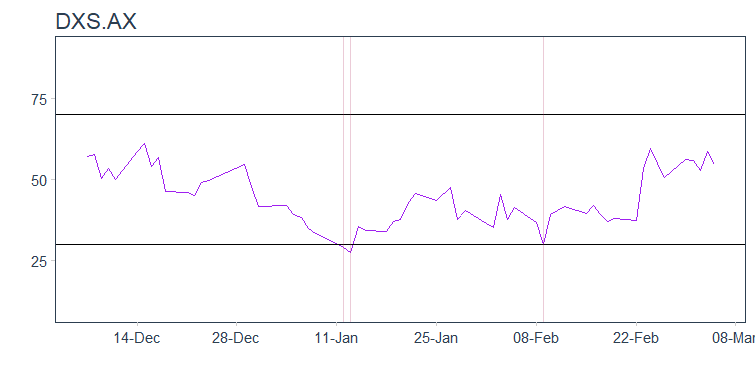 DXS.AX
75
50
25
14-Dec
28-Dec
11-Jan
25-Jan
08-Feb
22-Feb
08-Mar